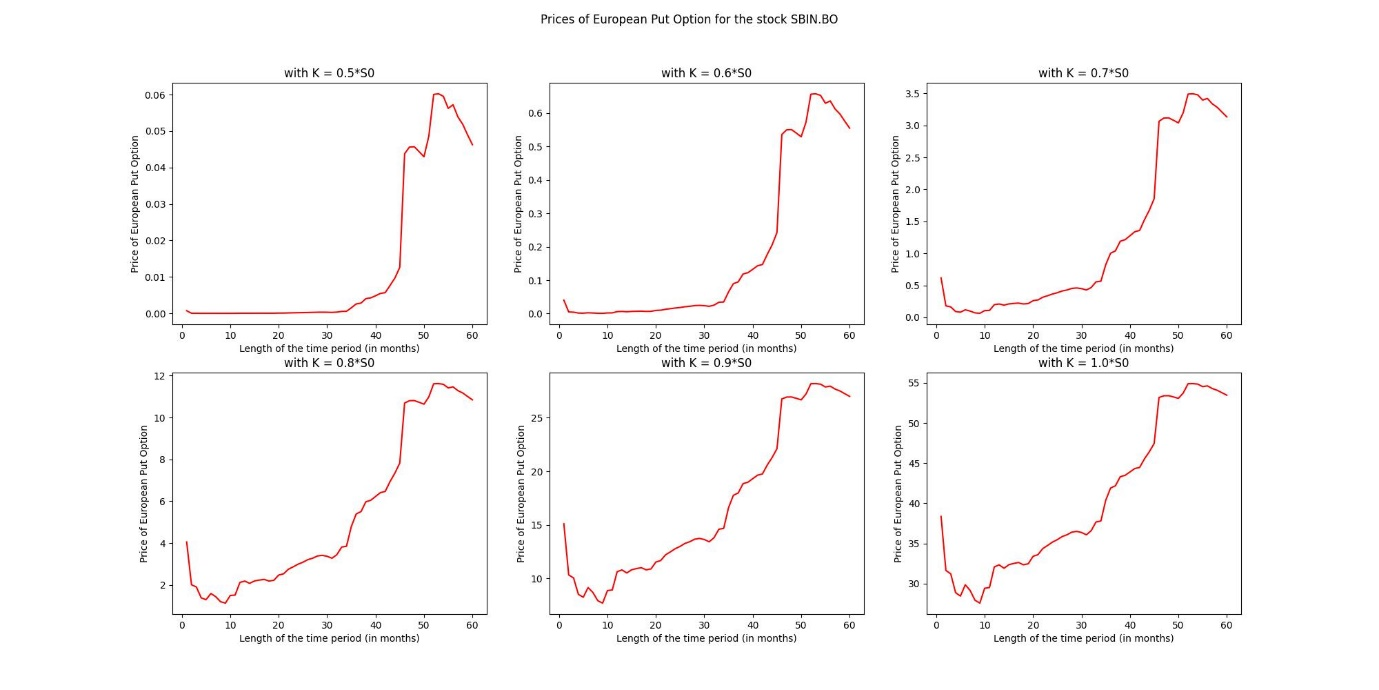 Prices of European Put Option for the stock SBIN.BO
with K = 0.5*S0
0.06
0.05
0.04
0.03
0.02
0.01
0.00
Price of European Put Option
0 10 20 30 40 50 60
Length of the time period (in months)
with K = 0.6*S0
0.6
0.5
0.4
0.3
0.2
0.1
0.0
Price of European Put Option
0 10 20 30 40 50 60
Length of the time period (in months)
with K = 0.7*S0
3.5
3.0
2.5
2.0
1.5
1.0
0.5
0.0
Price of European Put Option
0 10 20 30 40 50 60
Length of the time period (in months)
with K = 0.8*S0
12
10
8
6
4
2
Price of European Put Option
0 10 20 30 40 50 60
Length of the time period (in months)
with K = 0.9*S0
25
20
15
10
Price of European Put Option
0 10 20 30 40 50 60
Length of the time period (in months)
with K = 1.0*S0
55
50
45
40
35
30
Price of European Put Option
0 10 20 30 40 50 60
Length of the time period (in months)